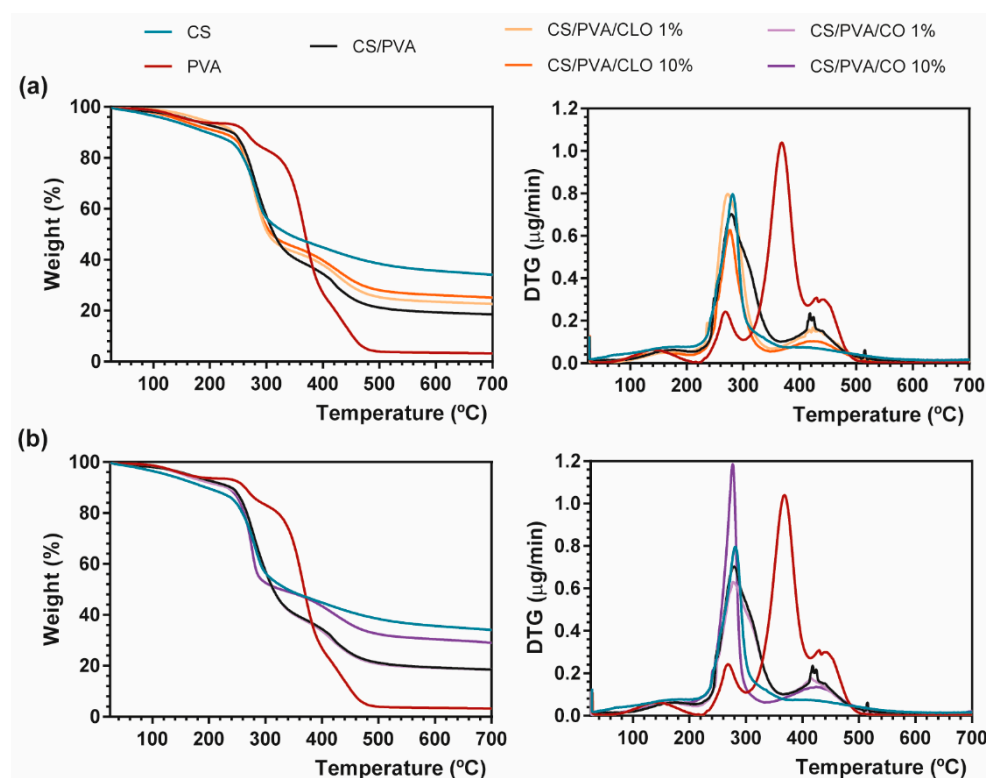 CS
PVA
CS/PVA
CS/PVA/CLO 1%
CS/PVA/CLO 10%
CS/PVA/CO 1%
CS/PVA/CO 10%
(a)
Weight (%)
100
80
60
40
20
0
100 200 300 400 500 600 700
Temperature (ºC)
DTG (µg/min)
1.2
1.0
0.8
0.6
0.4
0.2
0.0
100 200 300 400 500 600 700
Temperature (ºC)
(b)
Weight (%)
100
80
60
40
20
0
100 200 300 400 500 600 700
Temperature (ºC)
DTG (µg/min)
1.2
1.0
0.8
0.6
0.4
0.2
0.0
100 200 300 400 500 600 700
Temperature (ºC)